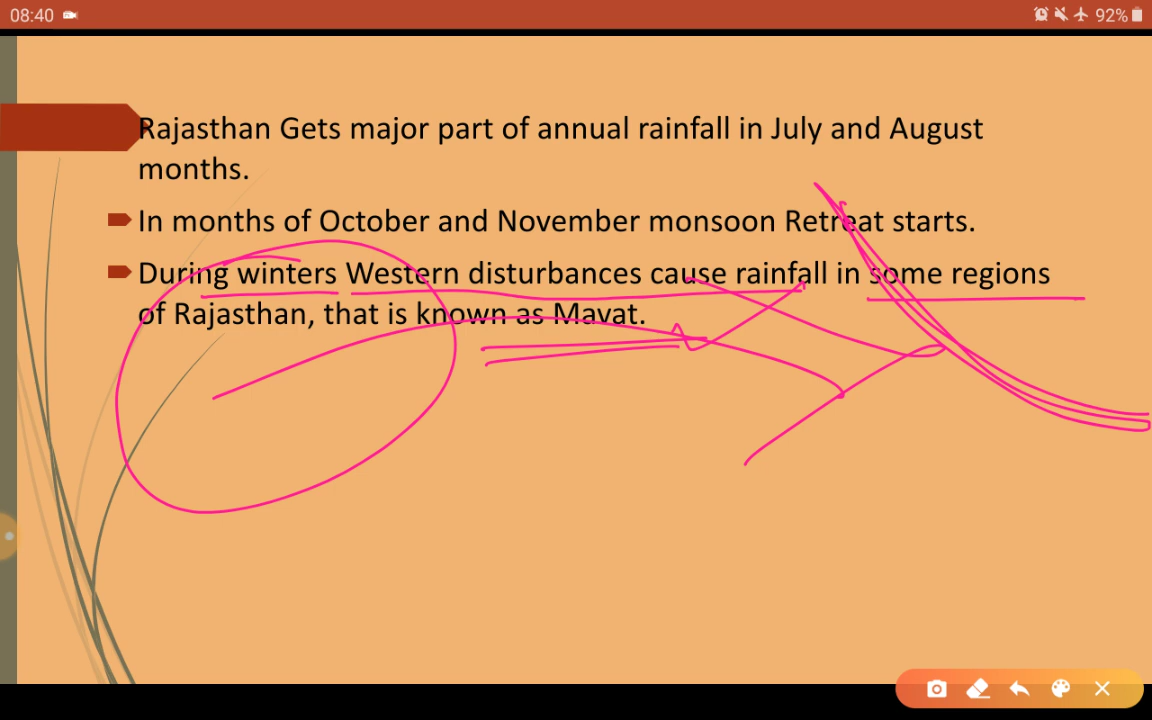 08:40
92%
Rajasthan Gets major part of annual rainfall in July and August
months.
In months of October and November monsoon Retreat starts.
During winters Western disturbances cause rainfall in some regions
of Rajasthan, that is known as Mavat.